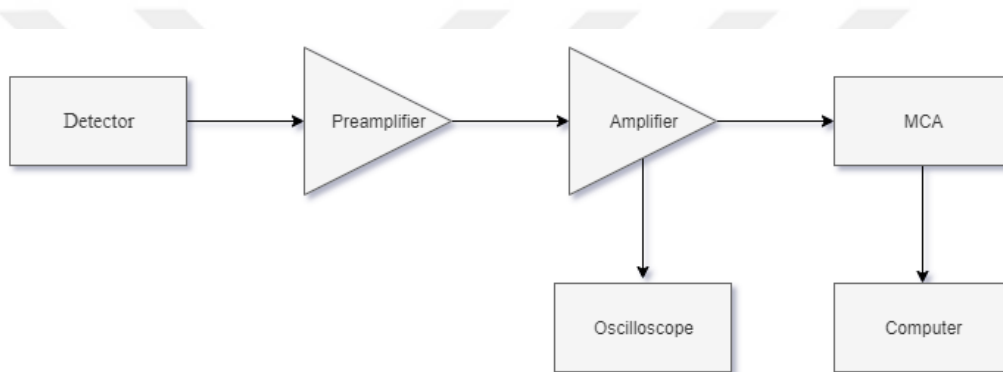 Detector
Preamplifier
Amplifier
MCA
Oscilloscope
Computer